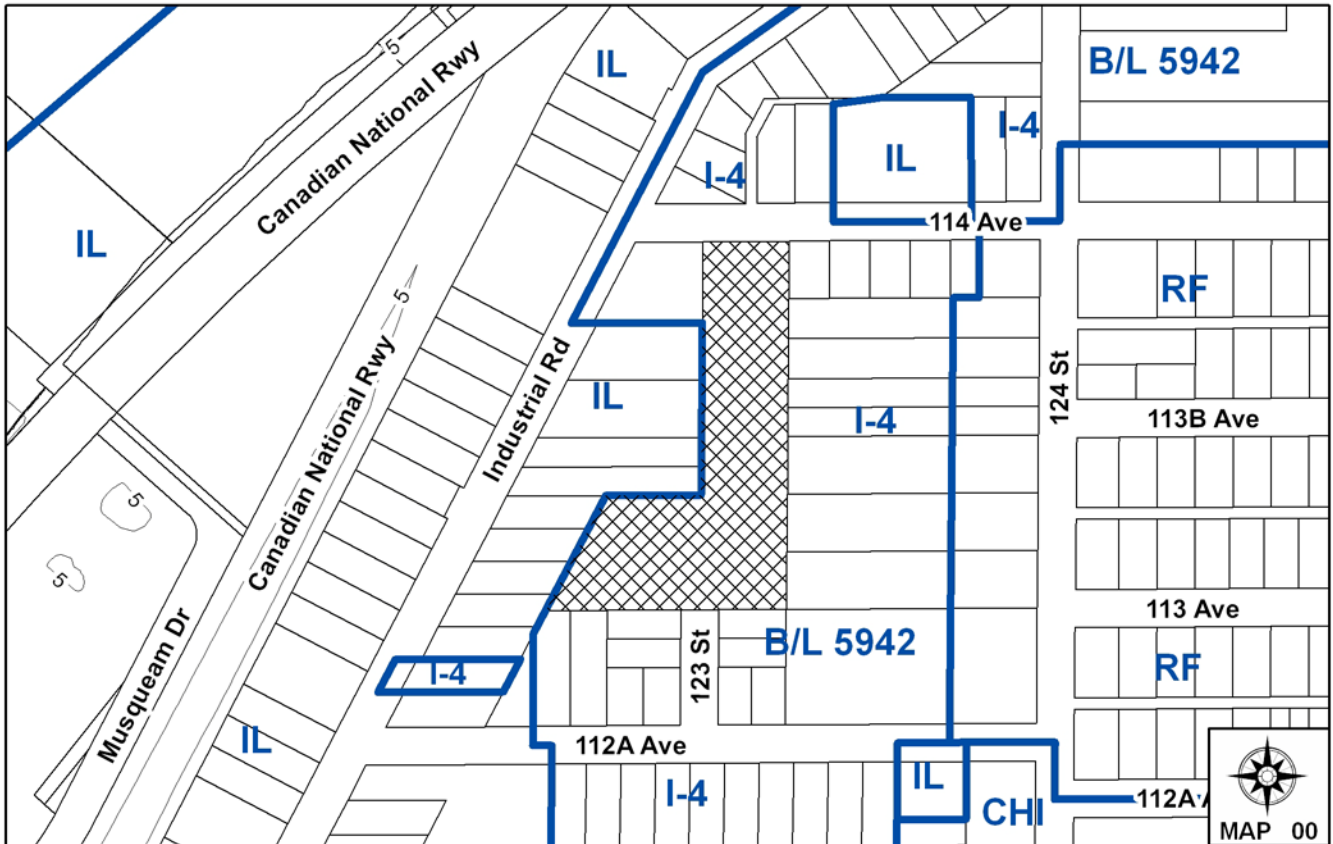 5
Canadian National Rwy
IL
B/L 5942
I-4
IL
I-4
IL
114 Ave
RF
5
Canadian National Rwy
Industrial Rd
IL
I-4
124 St
113B Ave
5
5
113 Ave
B/L 5942
123 St
RF
I-4
Musqueam Dr
IL
112A Ave
I-4
IL
CHI
112A
MAP 00